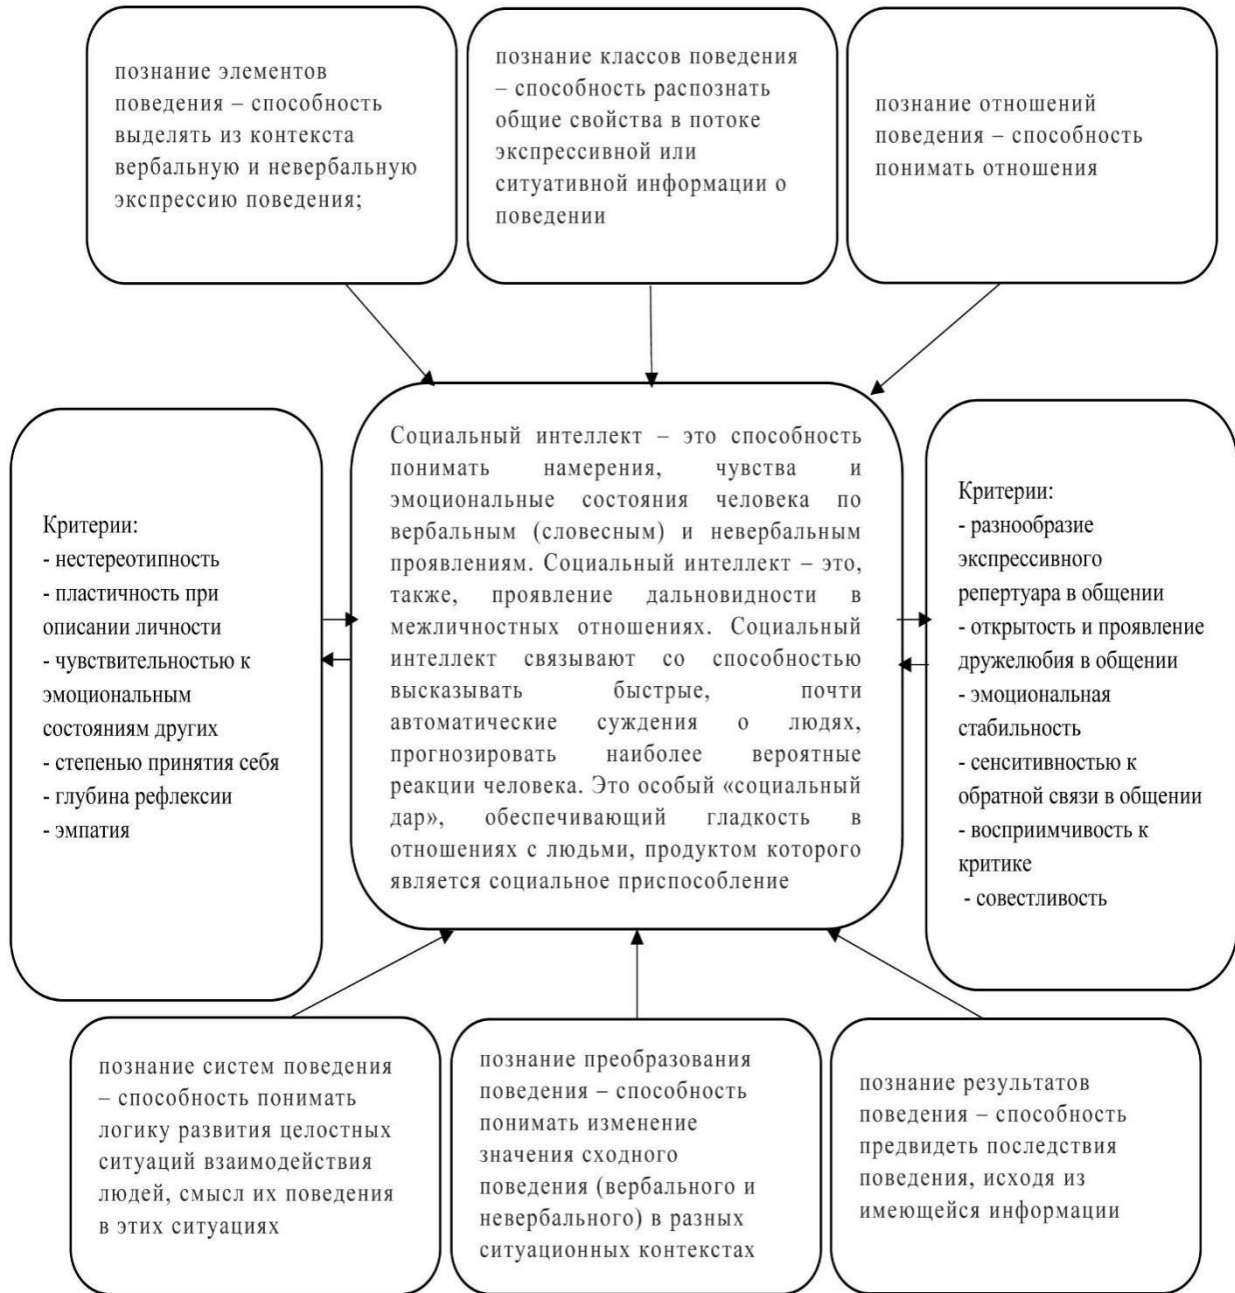 познание элементов
поведения – способность
выделять из контекста
вербальную и невербальную
экспрессию поведения;
познание классов поведения
– способность распознать
общие свойства в потоке
экспрессивной или
ситуативной информации о
поведении
познание отношений
поведения – способность
понимать отношения
Критерии:
- нестереотипность
- пластичность при
описании личности
- чувствительностью к
эмоциональным
состояниям других
- степенью принятия себя
- глубина рефлексии
- эмпатия
Социальный интеллект – это способность
понимать намерения, чувства и
эмоциональные состояния человека по
вербальным (словесным) и невербальным
проявлениям. Социальный интеллект – это,
также, проявление дальновидности в
межличностных отношениях. Социальный
интеллект связывают со способностью
высказывать быстрые, почти
автоматические суждения о людях,
прогнозировать наиболее вероятные
реакции человека. Это особый «социальный
дар», обеспечивающий гладкость в
отношениях с людьми, продуктом которого
является социальное приспособление
Критерии:
- разнообразие
экспрессивного
репертуара в общении
- открытость и проявление
дружелюбия в общении
- эмоциональная
стабильность
- сенситивностью к
обратной связи в общении
- восприимчивость к
критике
- совестливость
познание систем поведения
– способность понимать
логику развития целостных
ситуаций взаимодействия
людей, смысл их поведения
в этих ситуациях
познание преобразования
поведения – способность
понимать изменение
значения сходного
поведения (вербального и
невербального) в разных
ситуационных контекстах
познание результатов
поведения – способность
предвидеть последствия
поведения, исходя из
имеющейся информации